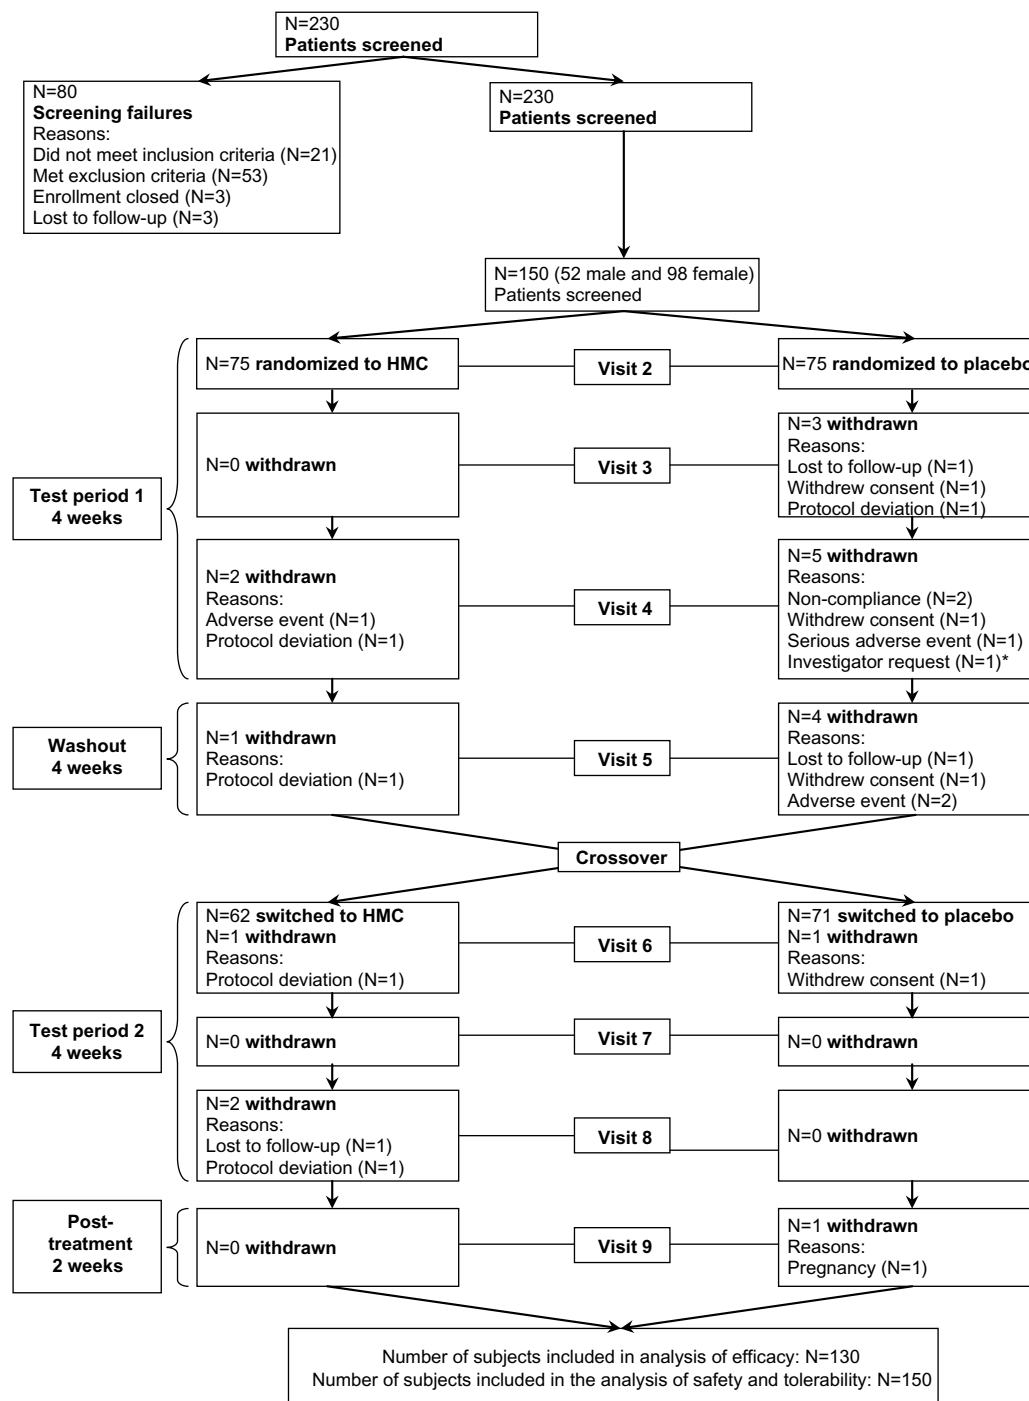 N=230
Patients screened
N=80
Screening failures
Reasons:
Did not meet inclusion criteria (N=21)
Met exclusion criteria (N=53)
Enrollment closed (N=3)
Lost to follow-up (N=3)
N=230
Patients screened
N=150 (52 male and 98 female)
Patients screened
Test period 1
4 weeks
N=75 randomized to HMC
Visit 2
N=75 randomized to placebo
N=0 withdrawn
Visit 3
N=3 withdrawn
Reasons:
Lost to follow-up (N=1)
Withdrew consent (N=1)
Protocol deviation (N=1)
N=2 withdrawn
Reasons:
Adverse event (N=1)
Protocol deviation (N=1)
Visit 4
N=5 withdrawn
Reasons:
Non-compliance (N=2)
Withdrew consent (N=1)
Serious adverse event (N=1)
Investigator request (N=1)*
Washout
4 weeks
N=1 withdrawn
Reasons:
Protocol deviation (N=1)
Visit 5
N=4 withdrawn
Reasons:
Lost to follow-up (N=1)
Withdrew consent (N=1)
Adverse event (N=2)
Crossover
Test period 2
4 weeks
N=62 switched to HMC
N=1 withdrawn
Reasons:
Protocol deviation (N=1)
Visit 6
N=71 switched to placebo
N=1 withdrawn
Reasons:
Withdrew consent (N=1)
N=0 withdrawn
Visit 7
N=0 withdrawn
N=2 withdrawn
Reasons:
Lost to follow-up (N=1)
Protocol deviation (N=1)
Visit 8
N=0 withdrawn
Post-
treatment
2 weeks
N=0 withdrawn
Visit 9
N=1 withdrawn
Reasons:
Pregnancy (N=1)
Number of subjects included in analysis of efficacy: N=130
Number of subjects included in the analysis of safety and tolerability: N=150